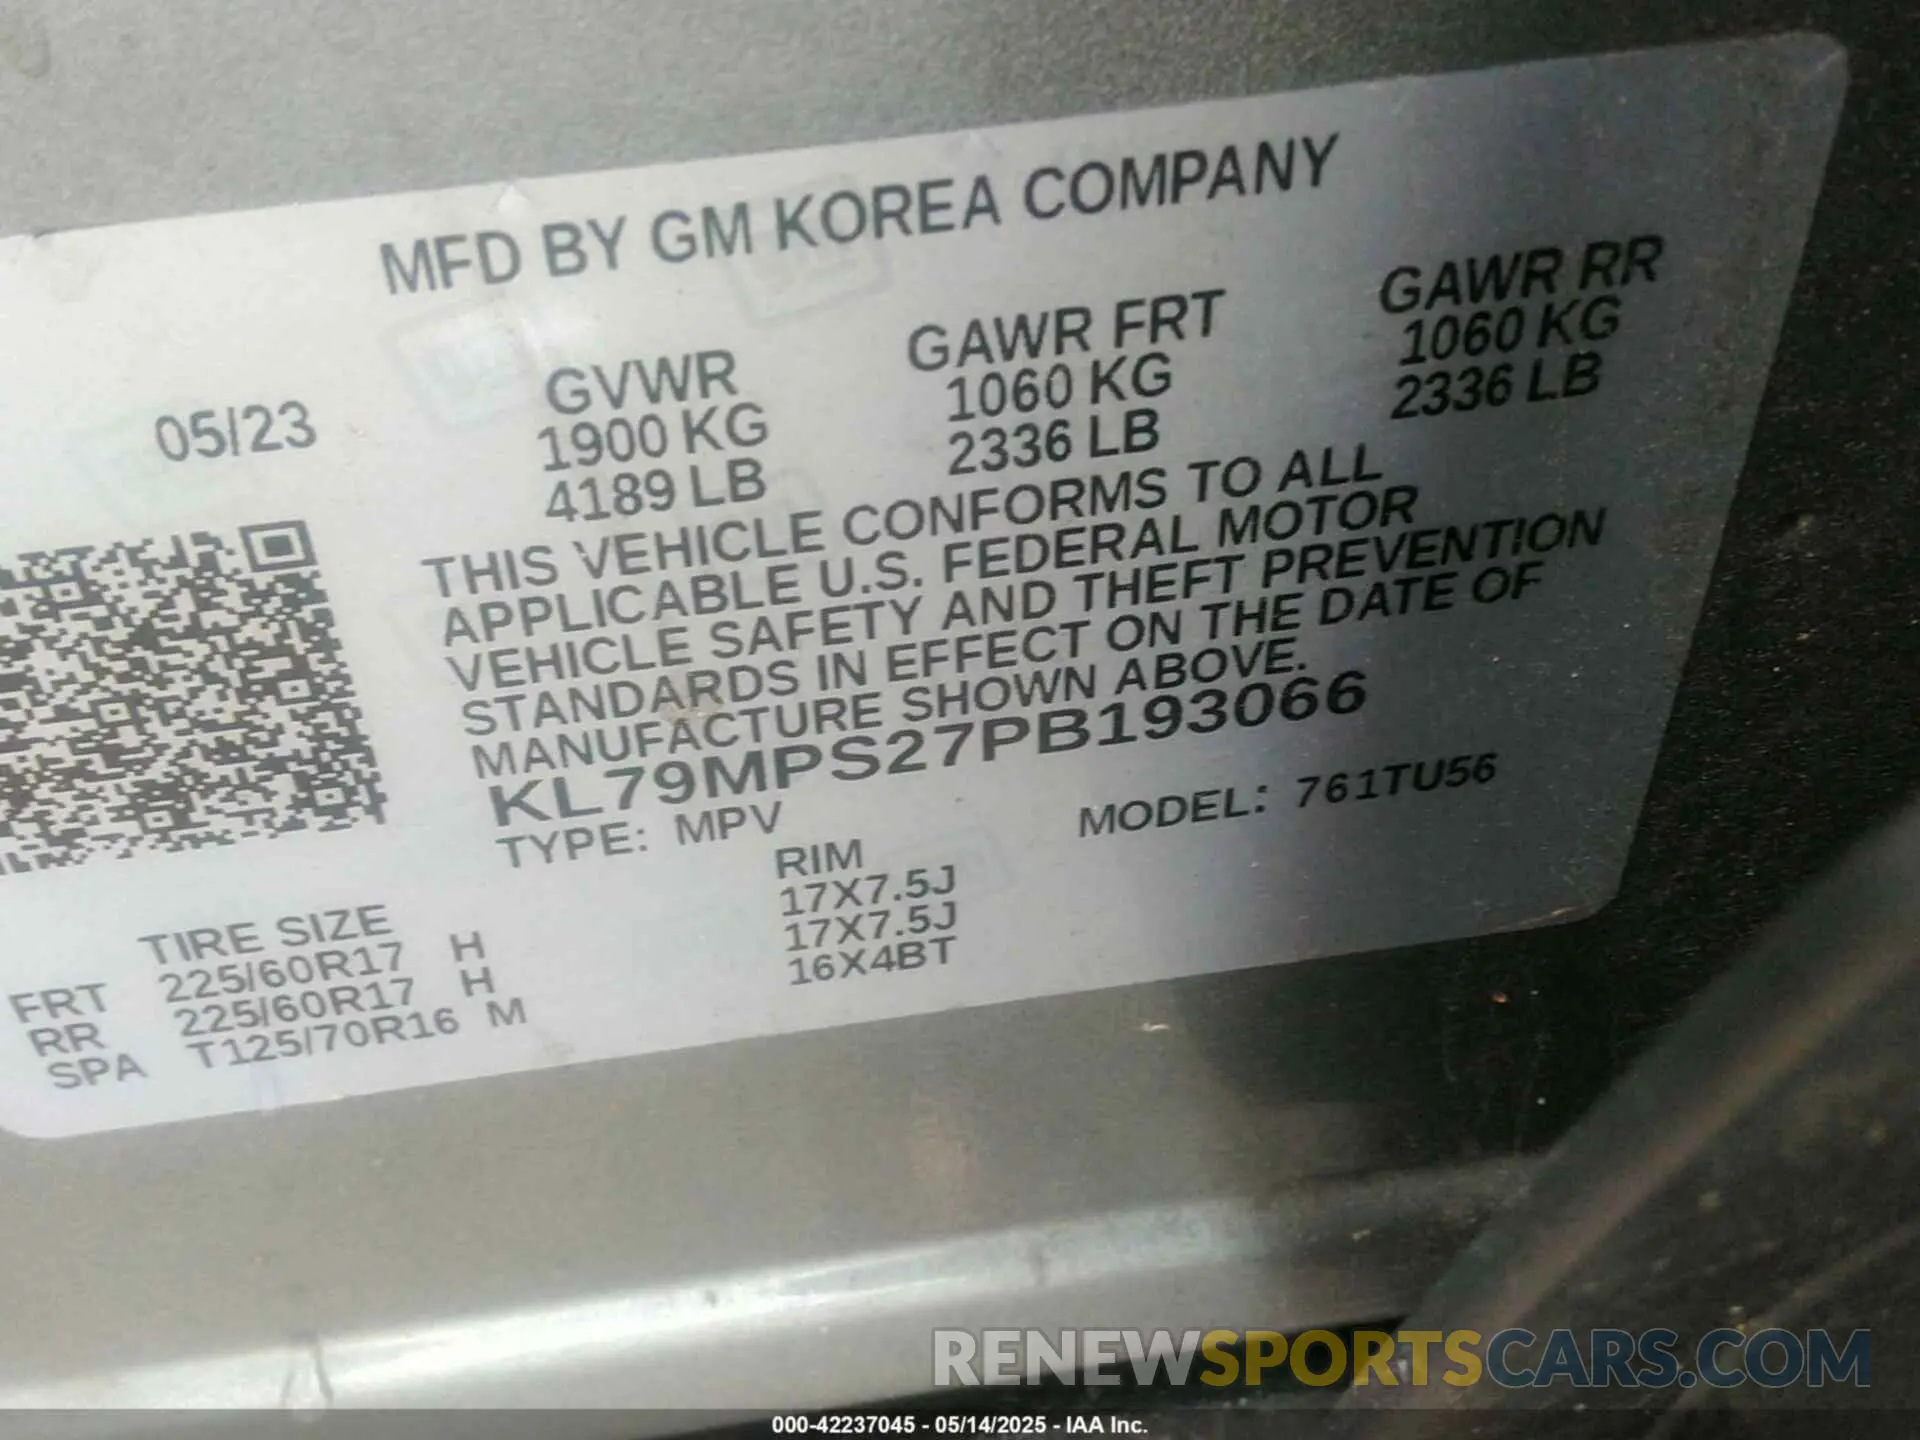 MFD BY GM KOREA COMPANY
05/23 GVWR GAWR FRT GAWR RR
1900 KG 1060 KG 1060 KG
4189 LB 2336 LB 2336 LB
THIS VEHICLE CONFORMS TO ALL
APPLICABLE U.S. FEDERAL MOTOR
VEHICLE SAFETY AND THEFT PREVENTION
STANDARDS IN EFFECT ON THE DATE OF
MANUFACTURE SHOWN ABOVE.
KL79MPS27PB193066
TYPE: MPV MODEL: 761TU56
TIRE SIZE RIM
FRT 225/60R17 H 17X7.5J
RR 225/60R17 H 17X7.5J
SPA T125/70R16 M 16X4BT
RENEWSPORTSCARS.COM
000-42237045 - 05/14/2025 - IAA Inc.